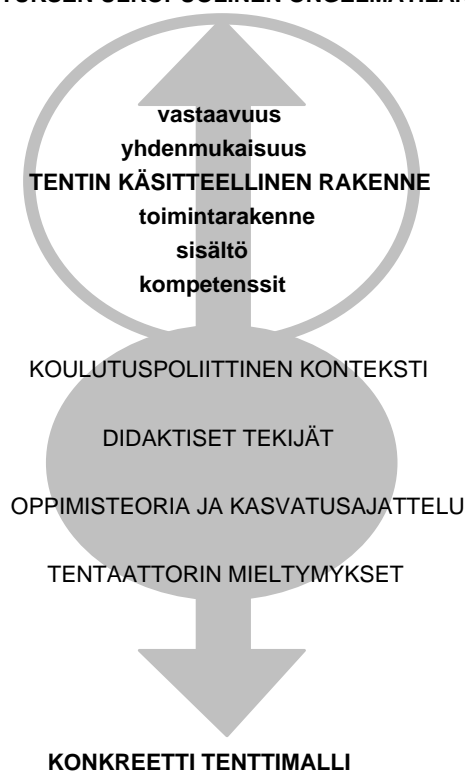 vastaavuus
yhdenmukaisuus
TENTIN KÄSITTEELLINEN RAKENNE
toimintarakenne
sisältö
kompetenssit
KOULUTUSPOLIITTINEN KONTEKSTI
DIDAKTISET TEKIJÄT
OPPIMISTEORIA JA KASVATUSAJATTELU
TENTAATTORIN MIELTYMYKSET
KONKREETTI TENTTIMALLI